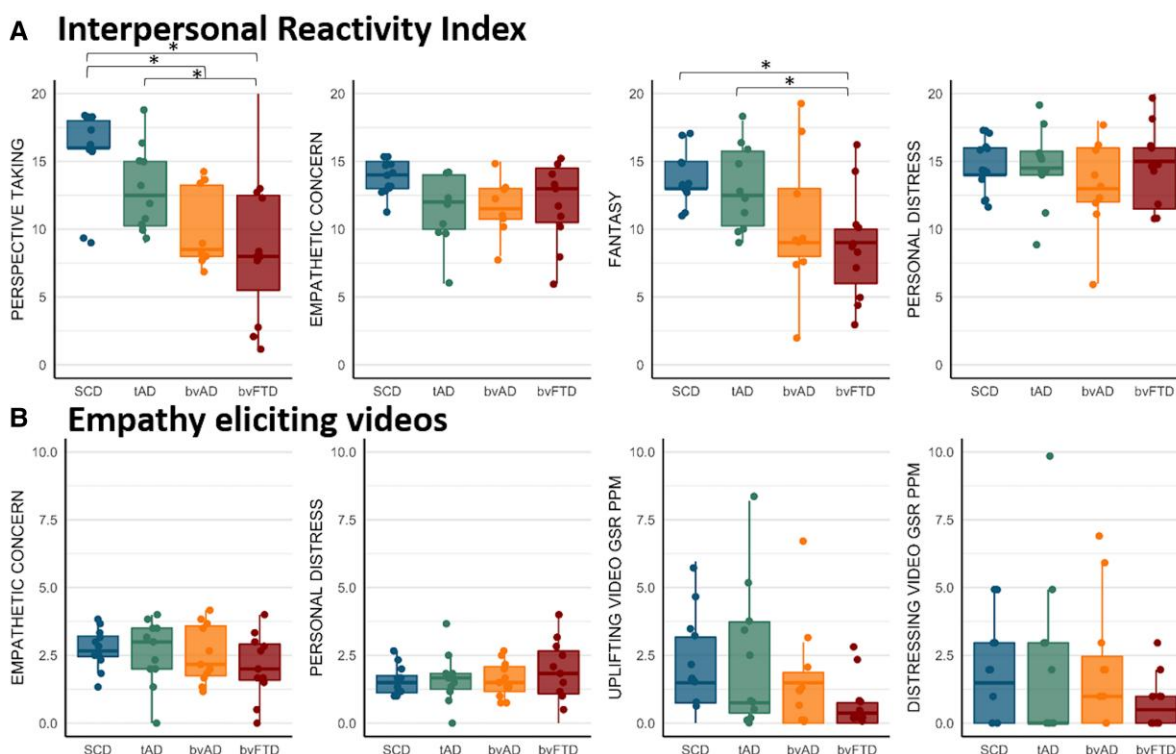 A Interpersonal Reactivity Index
* * *
* *
PERSPECTIVE TAKING
20
15
10
5
0
SCD tAD bvAD bvFTD
EMPATHETIC CONCERN
20
15
10
5
0
SCD tAD bvAD bvFTD
FANTASY
20
15
10
5
0
SCD tAD bvAD bvFTD
PERSONAL DISTRESS
20
15
10
5
0
SCD tAD bvAD bvFTD
B Empathy eliciting videos
EMPATHETIC CONCERN
10.0
7.5
5.0
2.5
0.0
SCD tAD bvAD bvFTD
PERSONAL DISTRESS
10.0
7.5
5.0
2.5
0.0
SCD tAD bvAD bvFTD
UPLIFTING VIDEO GSR PPM
10.0
7.5
5.0
2.5
0.0
SCD tAD bvAD bvFTD
DISTRESSING VIDEO GSR PPM
10.0
7.5
5.0
2.5
0.0
SCD tAD bvAD bvFTD